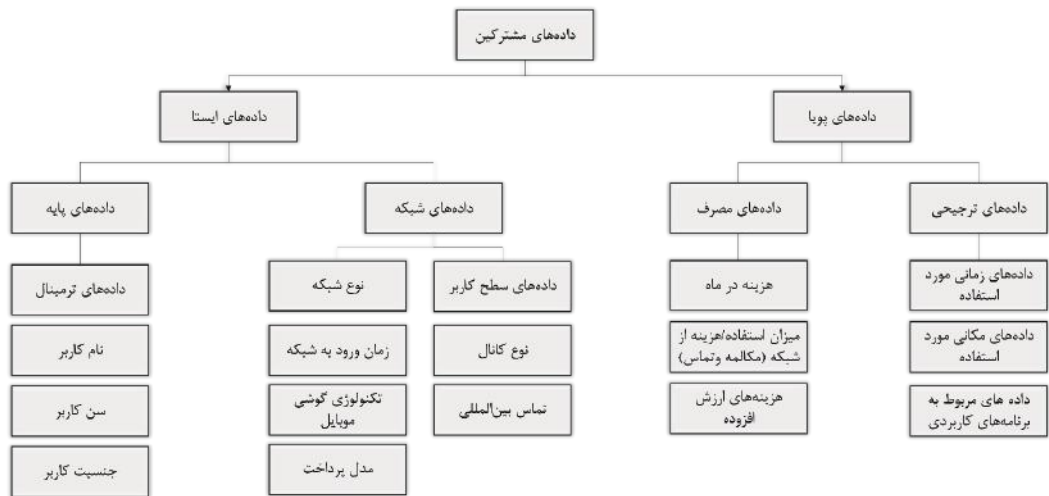 داده‌های مشترکین
داده‌های پویا
داده‌های ایستا
داده‌های ترجیحی
داده‌های مصرف
داده‌های شبکه
داده‌های پایه
داده‌های زمانی مورد
استفاده
داده‌های مکانی مورد
استفاده
داده های مربوط به
برنامه‌های کاربردی
هزینه در ماه
میزان استفاده/هزینه از
شبکه (مکالمه وتماس)
هزینه‌های ارزش
افزوده
داده‌های سطح کاربر
نوع کانال
تماس بین‌المللی
نوع شبکه
زمان ورود به شبکه
تکنولوژی گوشی
موبایل
مدل پرداخت
داده‌های ترمینال
نام کاربر
سن کاربر
جنسیت کاربر